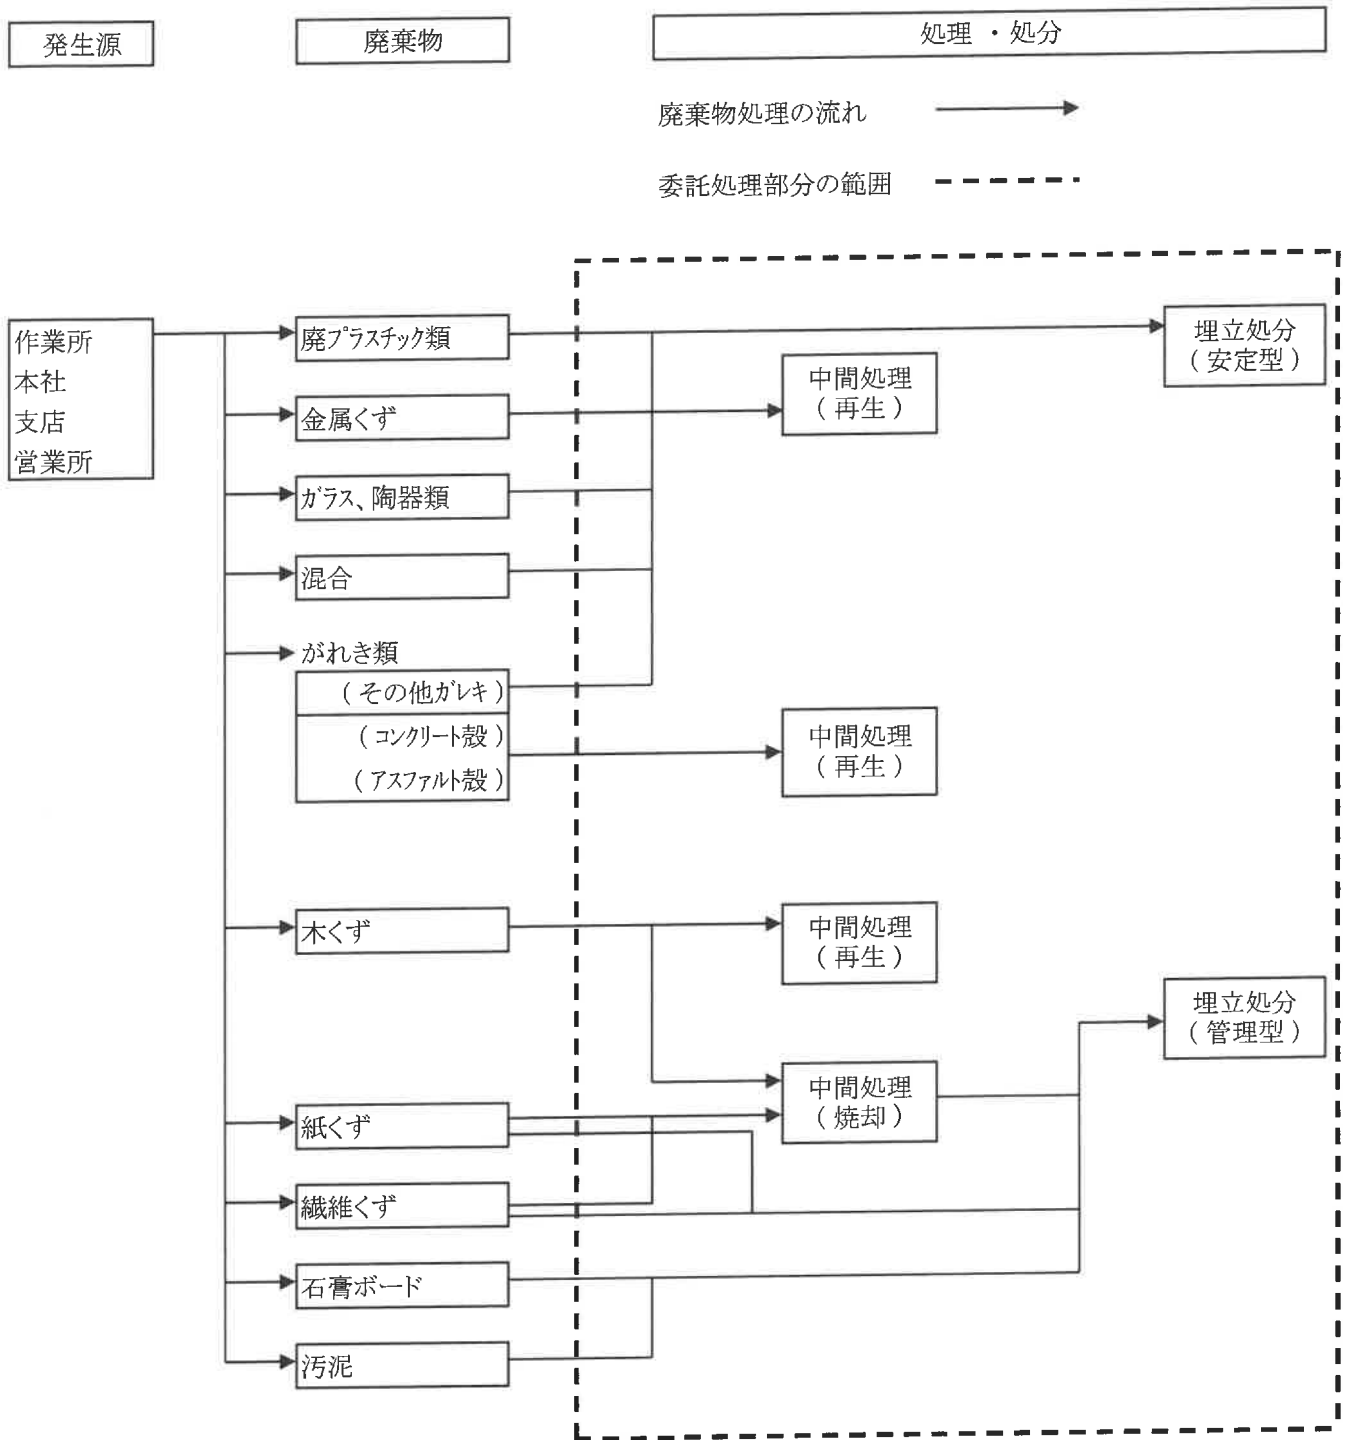 発生源
廃棄物
処理 ・ 処分
廃棄物処理の流れ
委託処理部分の範囲
作業所
本社
支店
営業所
廃プラスチック類
金属くず
ガラス、陶器類
混合
がれき類
( その他ガレキ )
( コンクリート殻 )
( アスファルト殻 )
木くず
紙くず
繊維くず
石膏ボード
汚泥
中間処理
( 再生 )
中間処理
( 再生 )
中間処理
( 再生 )
中間処理
( 焼却 )
埋立処分
( 安定型 )
埋立処分
( 管理型 )